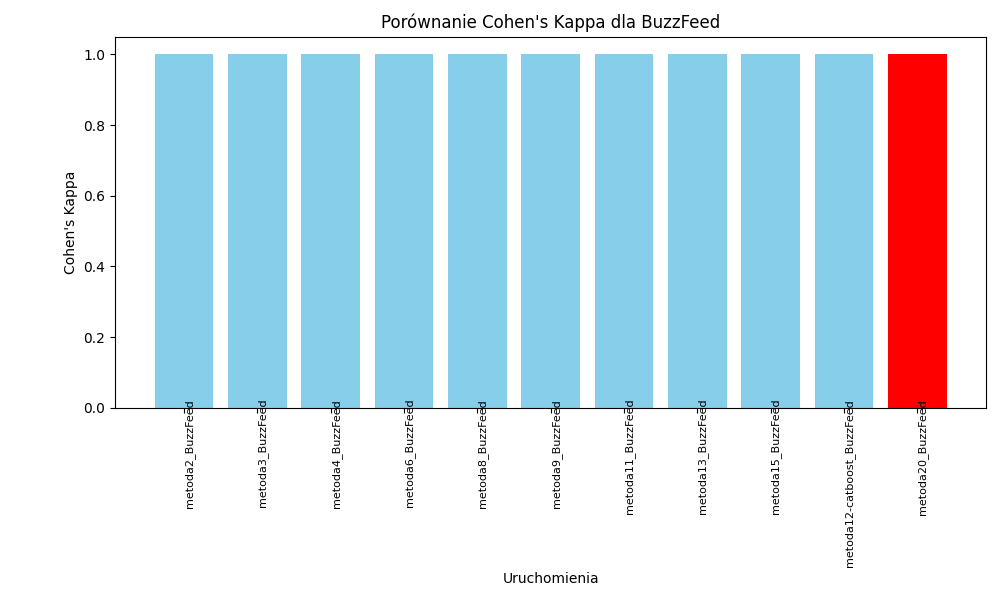 Porównanie Cohen's Kappa dla BuzzFeed
Cohen's Kappa
1.0
0.8
0.6
0.4
0.2
0.0
metoda2_BuzzFeed
metoda3_BuzzFeed
metoda4_BuzzFeed
metoda6_BuzzFeed
metoda8_BuzzFeed
metoda9_BuzzFeed
metoda11_BuzzFeed
metoda13_BuzzFeed
metoda15_BuzzFeed
metoda12-catboost_BuzzFeed
metoda20_BuzzFeed
Uruchomienia